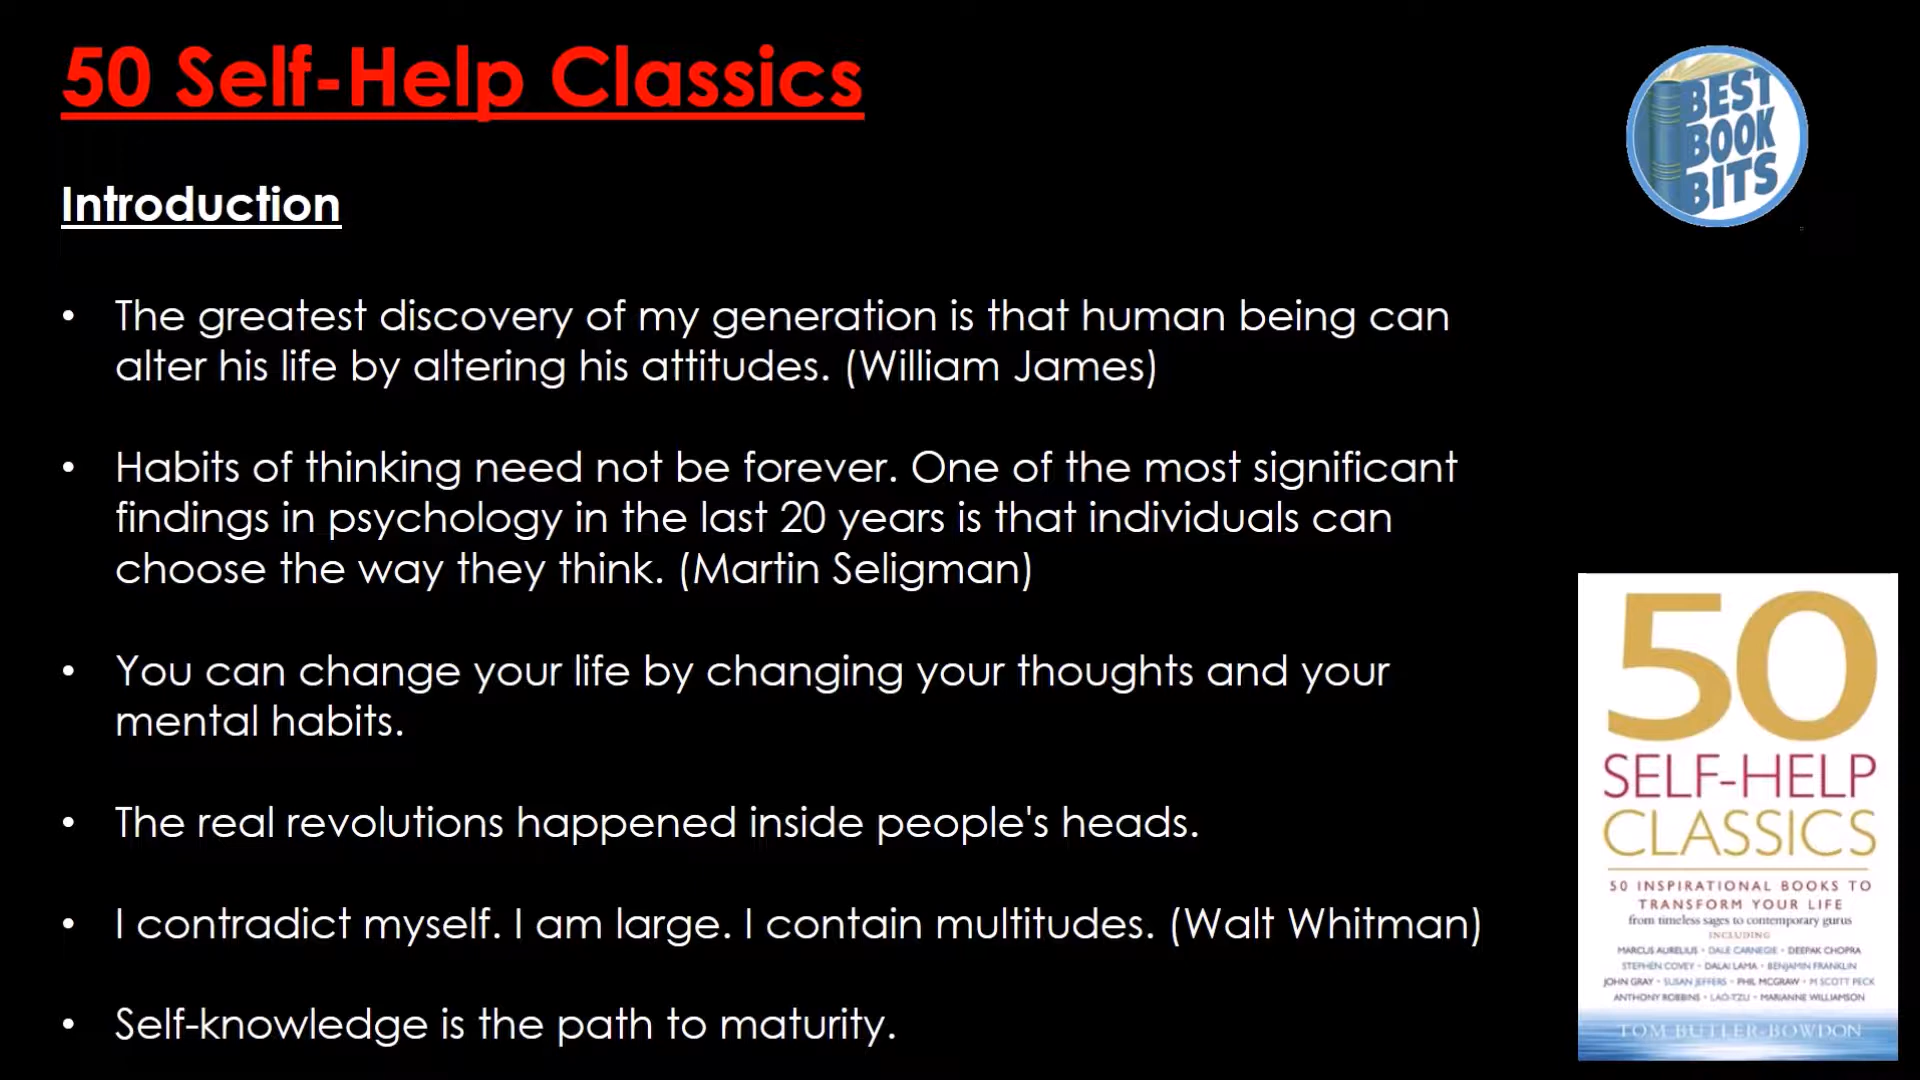 50 Self-Help Classics
BEST
BOOK
BITS
Introduction
• The greatest discovery of my generation is that human being can
alter his life by altering his attitudes. (William James)
• Habits of thinking need not be forever. One of the most significant
findings in psychology in the last 20 years is that individuals can
choose the way they think. (Martin Seligman)
• You can change your life by changing your thoughts and your
mental habits.
• The real revolutions happened inside people's heads.
• I contradict myself. I am large. I contain multitudes. (Walt Whitman)
• Self-knowledge is the path to maturity.
50
SELF-HELP
CLASSICS
50 INSPIRATIONAL BOOKS TO
TRANSFORM YOUR LIFE
from timeless sages to contemporary gurus
INCLUDING
MARCUS AURELIUS • DALE CARNEGIE • DEEPAK CHOPRA
STEPHEN COVEY • DALAI LAMA • BENJAMIN FRANKLIN
JOHN GRAY • SUSAN JEFFERS • PHIL MCGRAW • M SCOTT PECK
ANTHONY ROBBINS • LAO-TZU • MARIANNE WILLIAMSON
TOM BUTLER-BOWDON